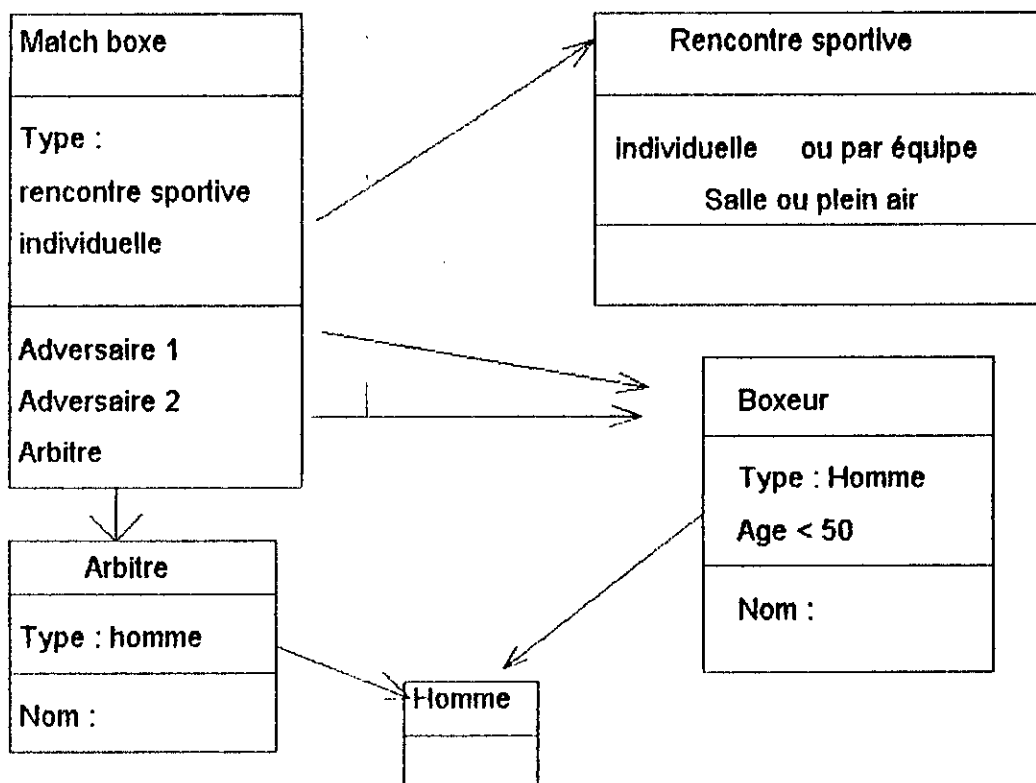 Match boxe
Type :
rencontre sportive
individuelle
Adversaire 1
Adversaire 2
Arbitre
Rencontre sportive
individuelle ou par équipe
Salle ou plein air
Boxeur
Type : Homme
Age < 50
Nom :
Arbitre
Type : homme
Nom :
Homme